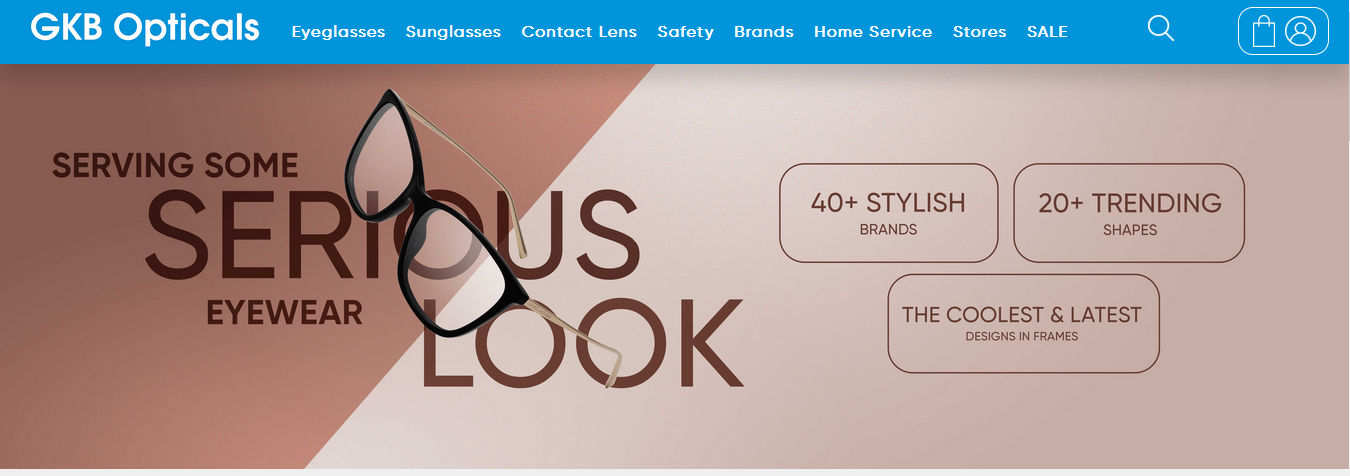 GKB Opticals
Eyeglasses Sunglasses Contact Lens Safety Brands Home Service Stores SALE
SERVING SOME
SERIOUS
EYEWEAR
LOOK
40+ STYLISH
BRANDS
20+ TRENDING
SHAPES
THE COOLEST & LATEST
DESIGNS IN FRAMES